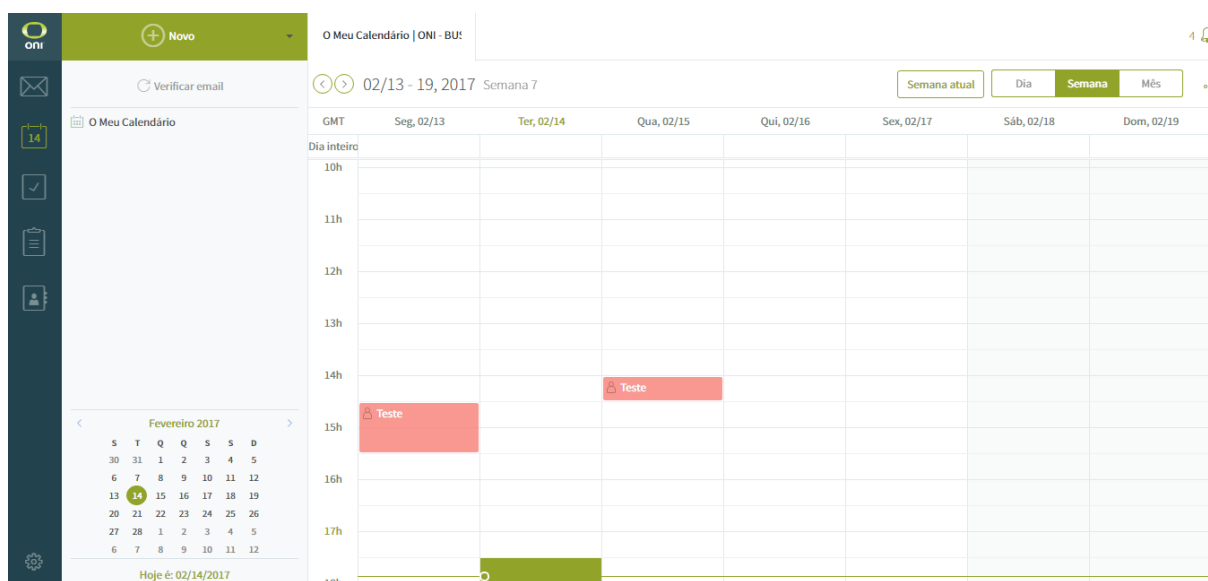 oni
Novo
O Meu Calendário | ONI - BUS
4
Verificar email
02/13 - 19, 2017 Semana 7
Semana atual
Dia
Semana
Mês
O Meu Calendário
14
GMT Seg, 02/13 Ter, 02/14 Qua, 02/15 Qui, 02/16 Sex, 02/17 Sáb, 02/18 Dom, 02/19
Dia inteiro
10h
11h
12h
13h
14h
Teste
Teste
15h
16h
17h
Fevereiro 2017
S T Q Q S S D
30 31 1 2 3 4 5
6 7 8 9 10 11 12
13 14 15 16 17 18 19
20 21 22 23 24 25 26
27 28 1 2 3 4 5
6 7 8 9 10 11 12
Hoje é: 02/14/2017